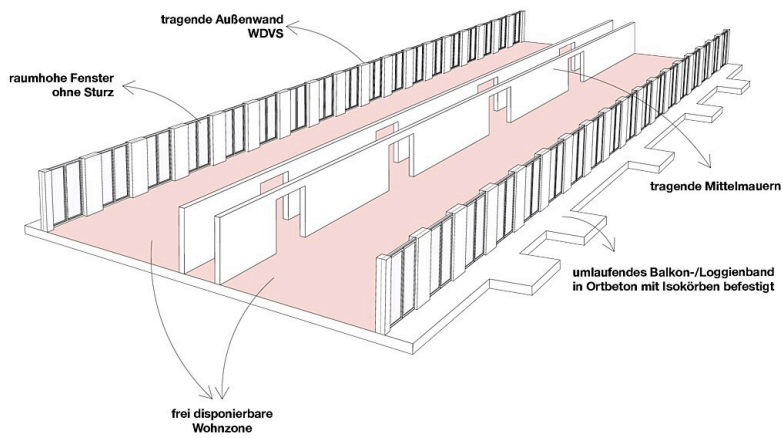 tragende Außenwand
WDVS
raumhohe Fenster
ohne Sturz
tragende Mittelmauern
umlaufendes Balkon-/Loggienband
in Ortbeton mit Isokörben befestigt
frei disponierbare
Wohnzone